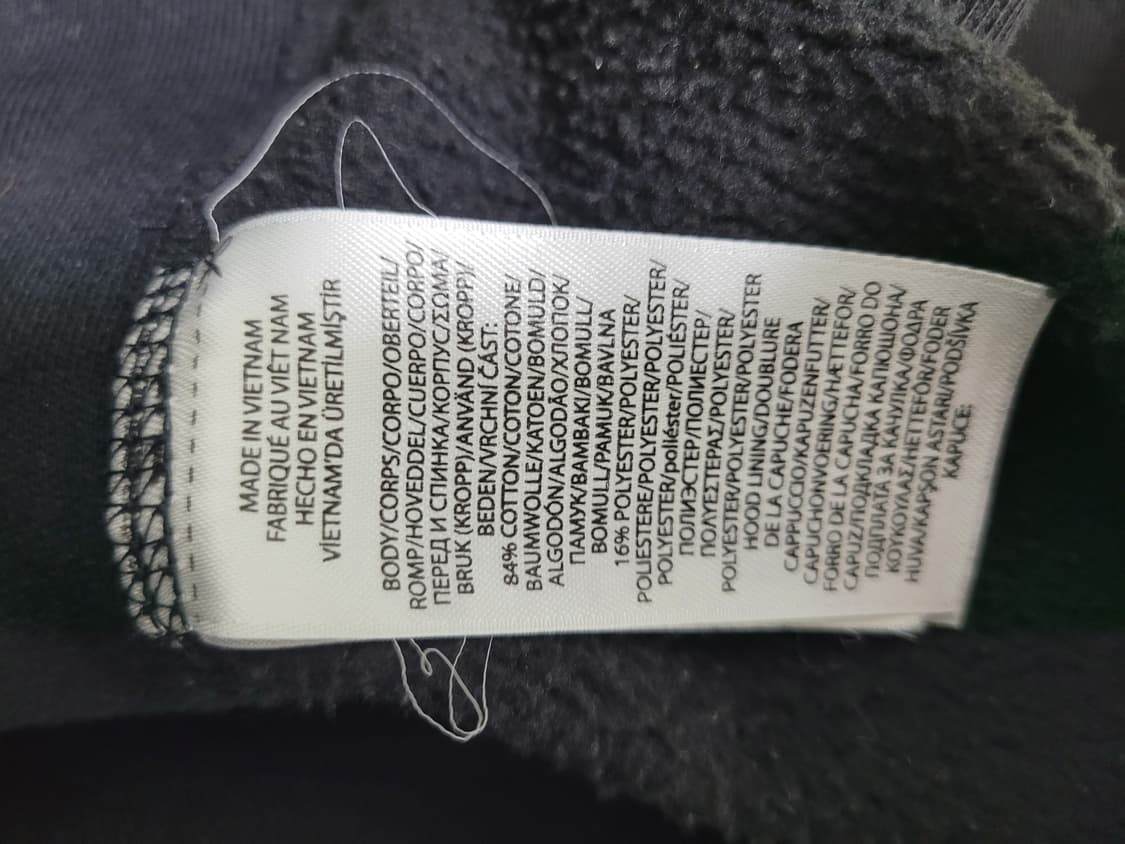 MADE IN VIETNAM
FABRIQUÉ AU VIÊT NAM
HECHO EN VIETNAM
VİETNAM'DA ÜRETİLMİŞTİR
BODY/CORPS/CORPO/OBERTEIL/
ROMP/HOVEDDEL/CUERPO/CORPO/
ПЕРЕД И СПИНКА/КОРПУС/ΣΩΜΑ/
BRUK (KROPP)/ANVÄND (KROPP)/
BEDEN/VRCHNÍ ČÁST:
84% COTTON/COTON/COTONE/
BAUMWOLLE/KATOEN/BOMULD/
ALGODÓN/ALGODÃO/ХЛОПОК/
ПАМУК/ΒΑΜΒΑΚΙ/BOMULL/
BOMULL/PAMUK/BAVLNA
16% POLYESTER/POLYESTER/
POLIESTERE/POLYESTER/POLYESTER/
POLYESTER/poliéster/POLIÉSTER/
ПОЛИЭСТЕР/ПОЛИЕСТЕР/
ΠΟΛΥΕΣΤΕΡΑΣ/POLYESTER/
POLYESTER/POLYESTER/POLYESTER
HOOD LINING/DOUBLURE
DE LA CAPUCHE/FODERA
CAPPUCCIO/KAPUZENFUTTER/
CAPUCHONVOERING/HÆTTEFOR/
FORRO DE LA CAPUCHA/FORRO DO
CAPUZ/ПОДКЛАДКА КАПЮШОНА/
ПОДПЛАТА ЗА КАЧУЛКА/ΦΟΔΡΑ
ΚΟΥΚΟΥΛΑΣ/HETTEFÔR/FODER
HUVA/KAPŞON ASTARI/PODŠÍVKA
KAPUCE: